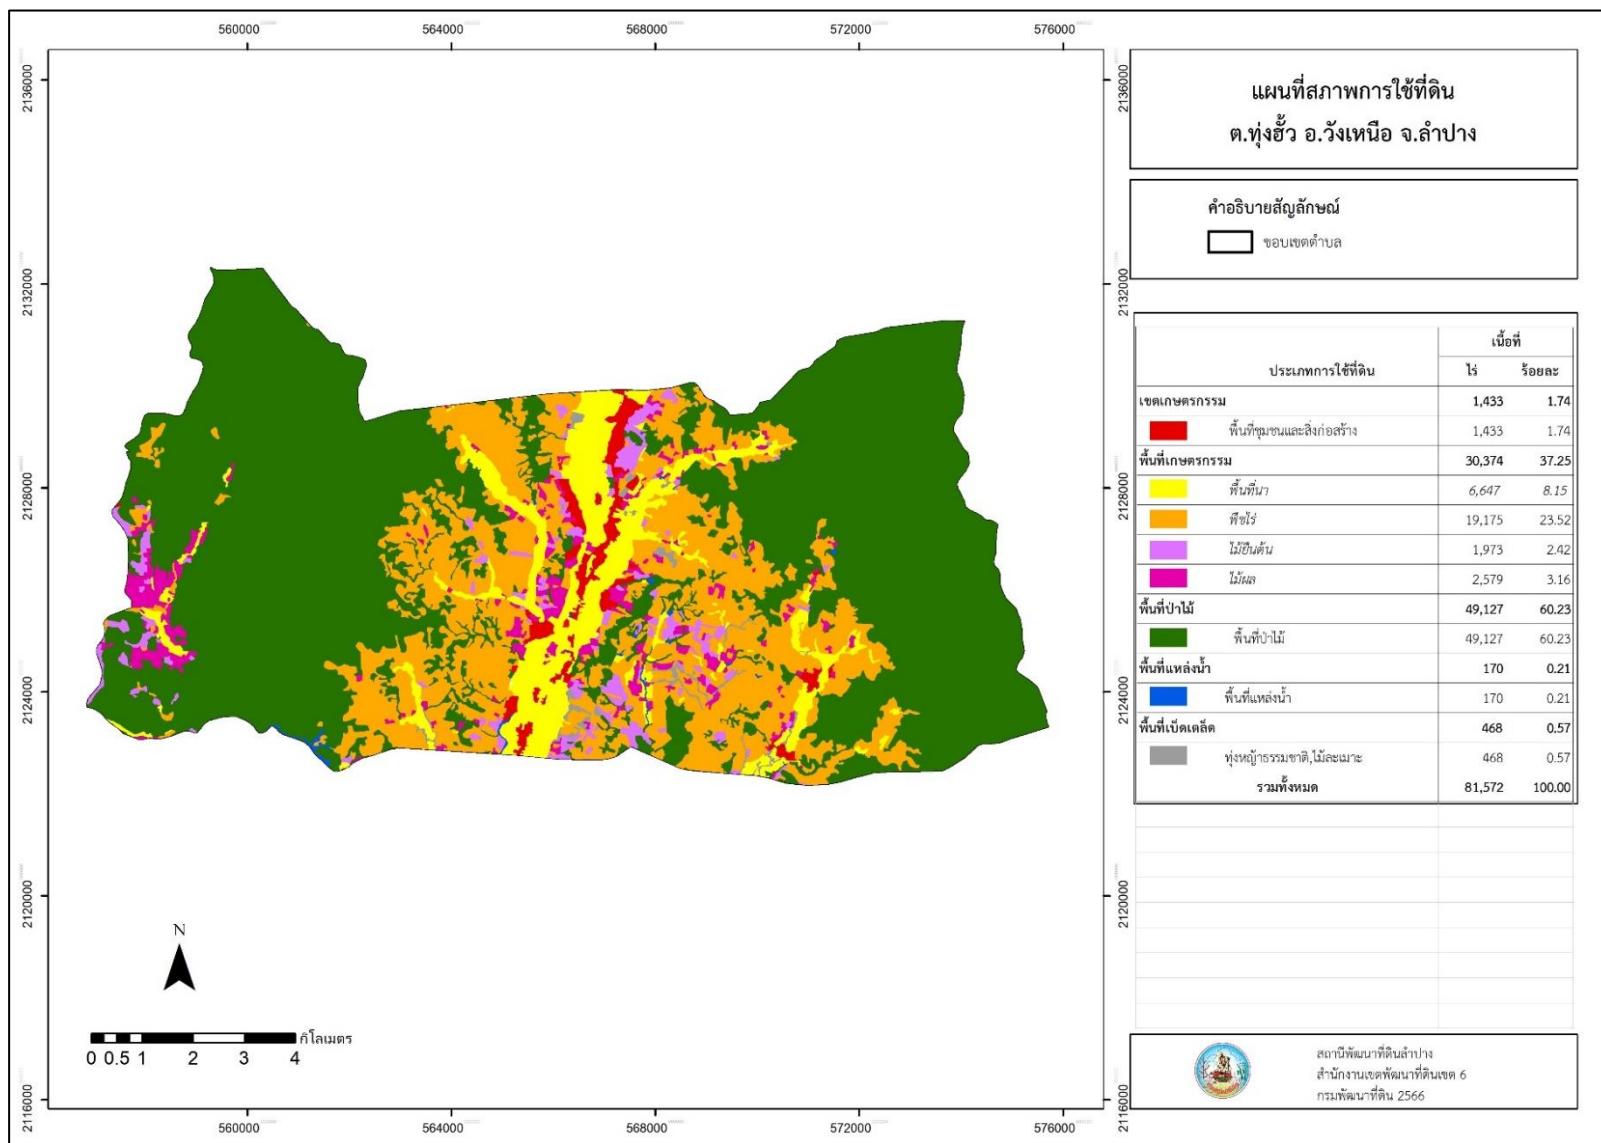 560000 564000 568000 572000 576000
2136000 2136000
2132000 2132000
2128000 2128000
2124000 2124000
2120000 2120000
2116000 2116000
N
กิโลเมตร
0 0.5 1 2 3 4
560000 564000 568000 572000 576000
แผนที่สภาพการใช้ที่ดิน
ต.ทุ่งฮั้ว อ.วังเหนือ จ.ลำปาง
คำอธิบายสัญลักษณ์
ขอบเขตตำบล
เนื้อที่
ประเภทการใช้ที่ดิน ไร่ ร้อยละ
เขตเกษตรกรรม 1,433 1.74
พื้นที่ชุมชนและสิ่งก่อสร้าง 1,433 1.74
พื้นที่เกษตรกรรม 30,374 37.25
พื้นที่นา 6,647 8.15
พืชไร่ 19,175 23.52
ไม้ยืนต้น 1,973 2.42
ไม้ผล 2,579 3.16
พื้นที่ป่าไม้ 49,127 60.23
พื้นที่ป่าไม้ 49,127 60.23
พื้นที่แหล่งน้ำ 170 0.21
พื้นที่แหล่งน้ำ 170 0.21
พื้นที่เบ็ดเตล็ด 468 0.57
ทุ่งหญ้าธรรมชาติ,ไม้ละเมาะ 468 0.57
รวมทั้งหมด 81,572 100.00
สถานีพัฒนาที่ดินลำปาง
สำนักงานเขตพัฒนาที่ดินเขต 6
กรมพัฒนาที่ดิน 2566